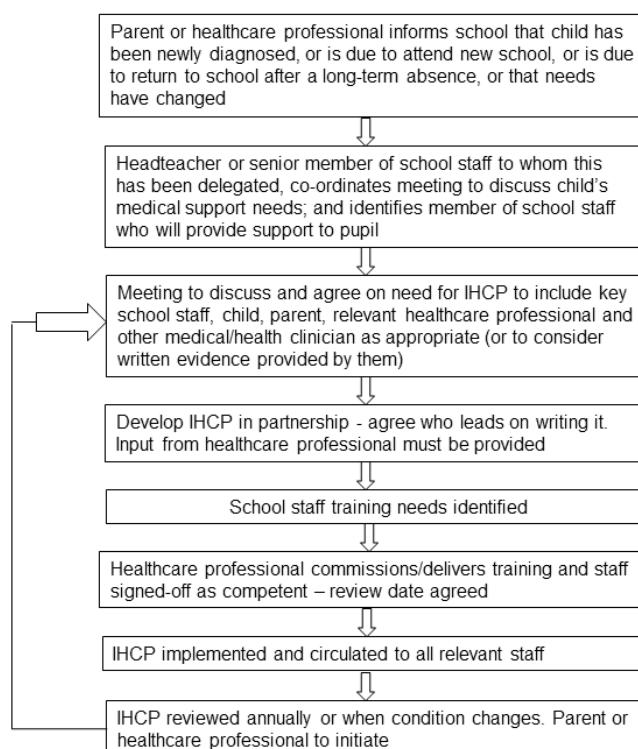 Parent or healthcare professional informs school that child has
been newly diagnosed, or is due to attend new school, or is due
to return to school after a long-term absence, or that needs
have changed
Headteacher or senior member of school staff to whom this
has been delegated, co-ordinates meeting to discuss child's
medical support needs; and identifies member of school staff
who will provide support to pupil
Meeting to discuss and agree on need for IHCP to include key
school staff, child, parent, relevant healthcare professional and
other medical/health clinician as appropriate (or to consider
written evidence provided by them)
Develop IHCP in partnership - agree who leads on writing it.
Input from healthcare professional must be provided
School staff training needs identified
Healthcare professional commissions/delivers training and staff
signed-off as competent – review date agreed
IHCP implemented and circulated to all relevant staff
IHCP reviewed annually or when condition changes. Parent or
healthcare professional to initiate